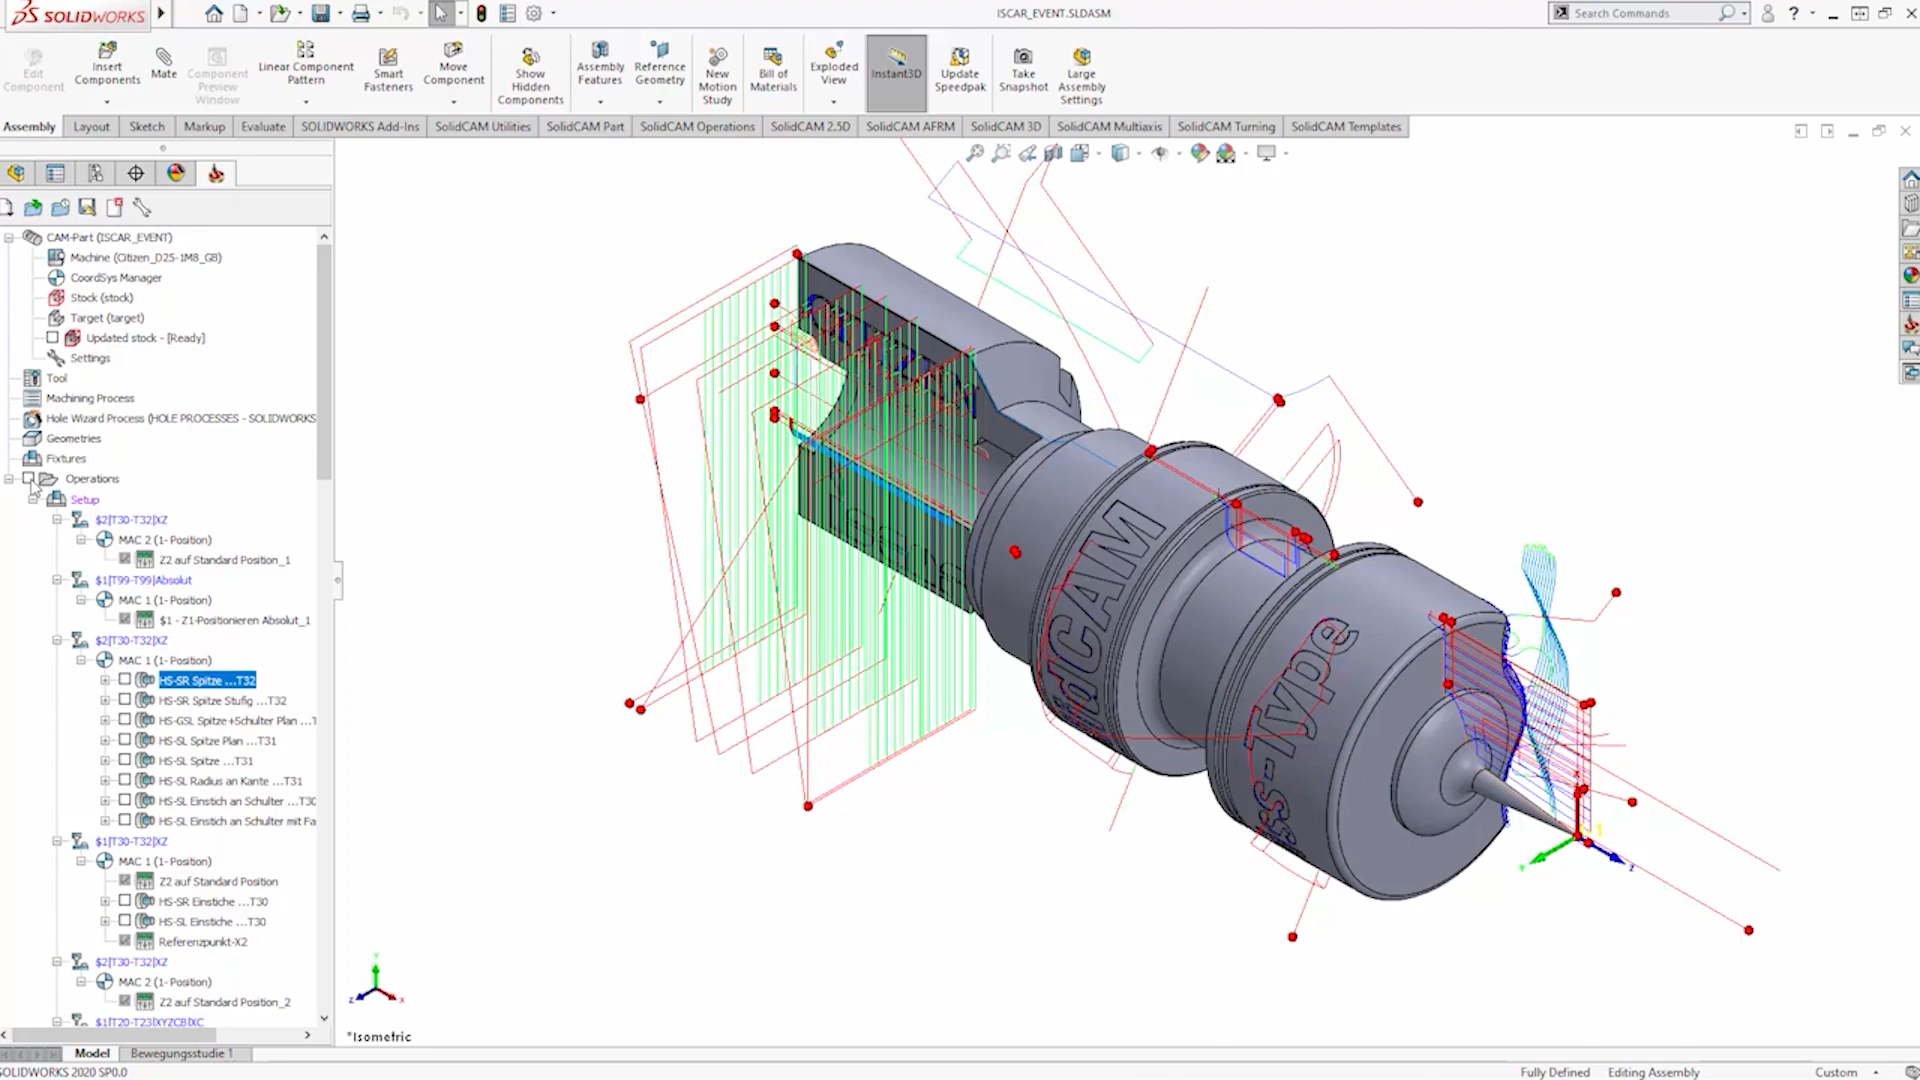 SOLIDWORKS
ISCAR_EVENT.SLDASM
Search Commands
Edit Component
Insert Components
Mate
Component Preview Window
Linear Component Pattern
Smart Fasteners
Move Component
Show Hidden Components
Assembly Features
Reference Geometry
New Motion Study
Bill of Materials
Exploded View
Instant3D
Update Speedpak
Take Snapshot
Large Assembly Settings
Assembly
Layout
Sketch
Markup
Evaluate
SOLIDWORKS Add-Ins
SolidCAM Utilities
SolidCAM Part
SolidCAM Operations
SolidCAM 2.5D
SolidCAM AFRM
SolidCAM 3D
SolidCAM Multiaxis
SolidCAM Turning
SolidCAM Templates
CAM-Part (ISCAR_EVENT)
Machine (Citizen_D25-1M8_GB)
CoordSys Manager
Stock (stock)
Target (target)
Updated stock - [Ready]
Settings
Tool
Machining Process
Hole Wizard Process (HOLE PROCESSES - SOLIDWORKS
Geometries
Fixtures
Operations
Setup
$2|T30-T32|XZ
MAC 2 (1- Position)
Z2 auf Standard Position_1
$1|T99-T99|Absolut
MAC 1 (1- Position)
$1 - Z1-Positionieren Absolut_1
$2|T30-T32|XZ
MAC 1 (1- Position)
HS-SR Spitze ...T32
HS-SR Spitze Stufig ...T32
HS-GSL Spitze +Schulter Plan ...T
HS-SL Spitze Plan ...T31
HS-SL Spitze ...T31
HS-SL Radius an Kante ...T31
HS-SL Einstich an Schulter ...T30
HS-SL Einstich an Schulter mit Fa
$1|T30-T32|XZ
MAC 1 (1- Position)
Z2 auf Standard Position
HS-SR Einstiche ...T30
HS-SL Einstiche ...T30
Referenzpunkt-X2
$2|T30-T32|XZ
MAC 2 (1- Position)
Z2 auf Standard Position_2
$1|T20-T23|XYZCB|XC
idCAM
ss-Type
*Isometric
Model
Bewegungsstudie 1
SOLIDWORKS 2020 SP0.0
Fully Defined
Editing Assembly
Custom